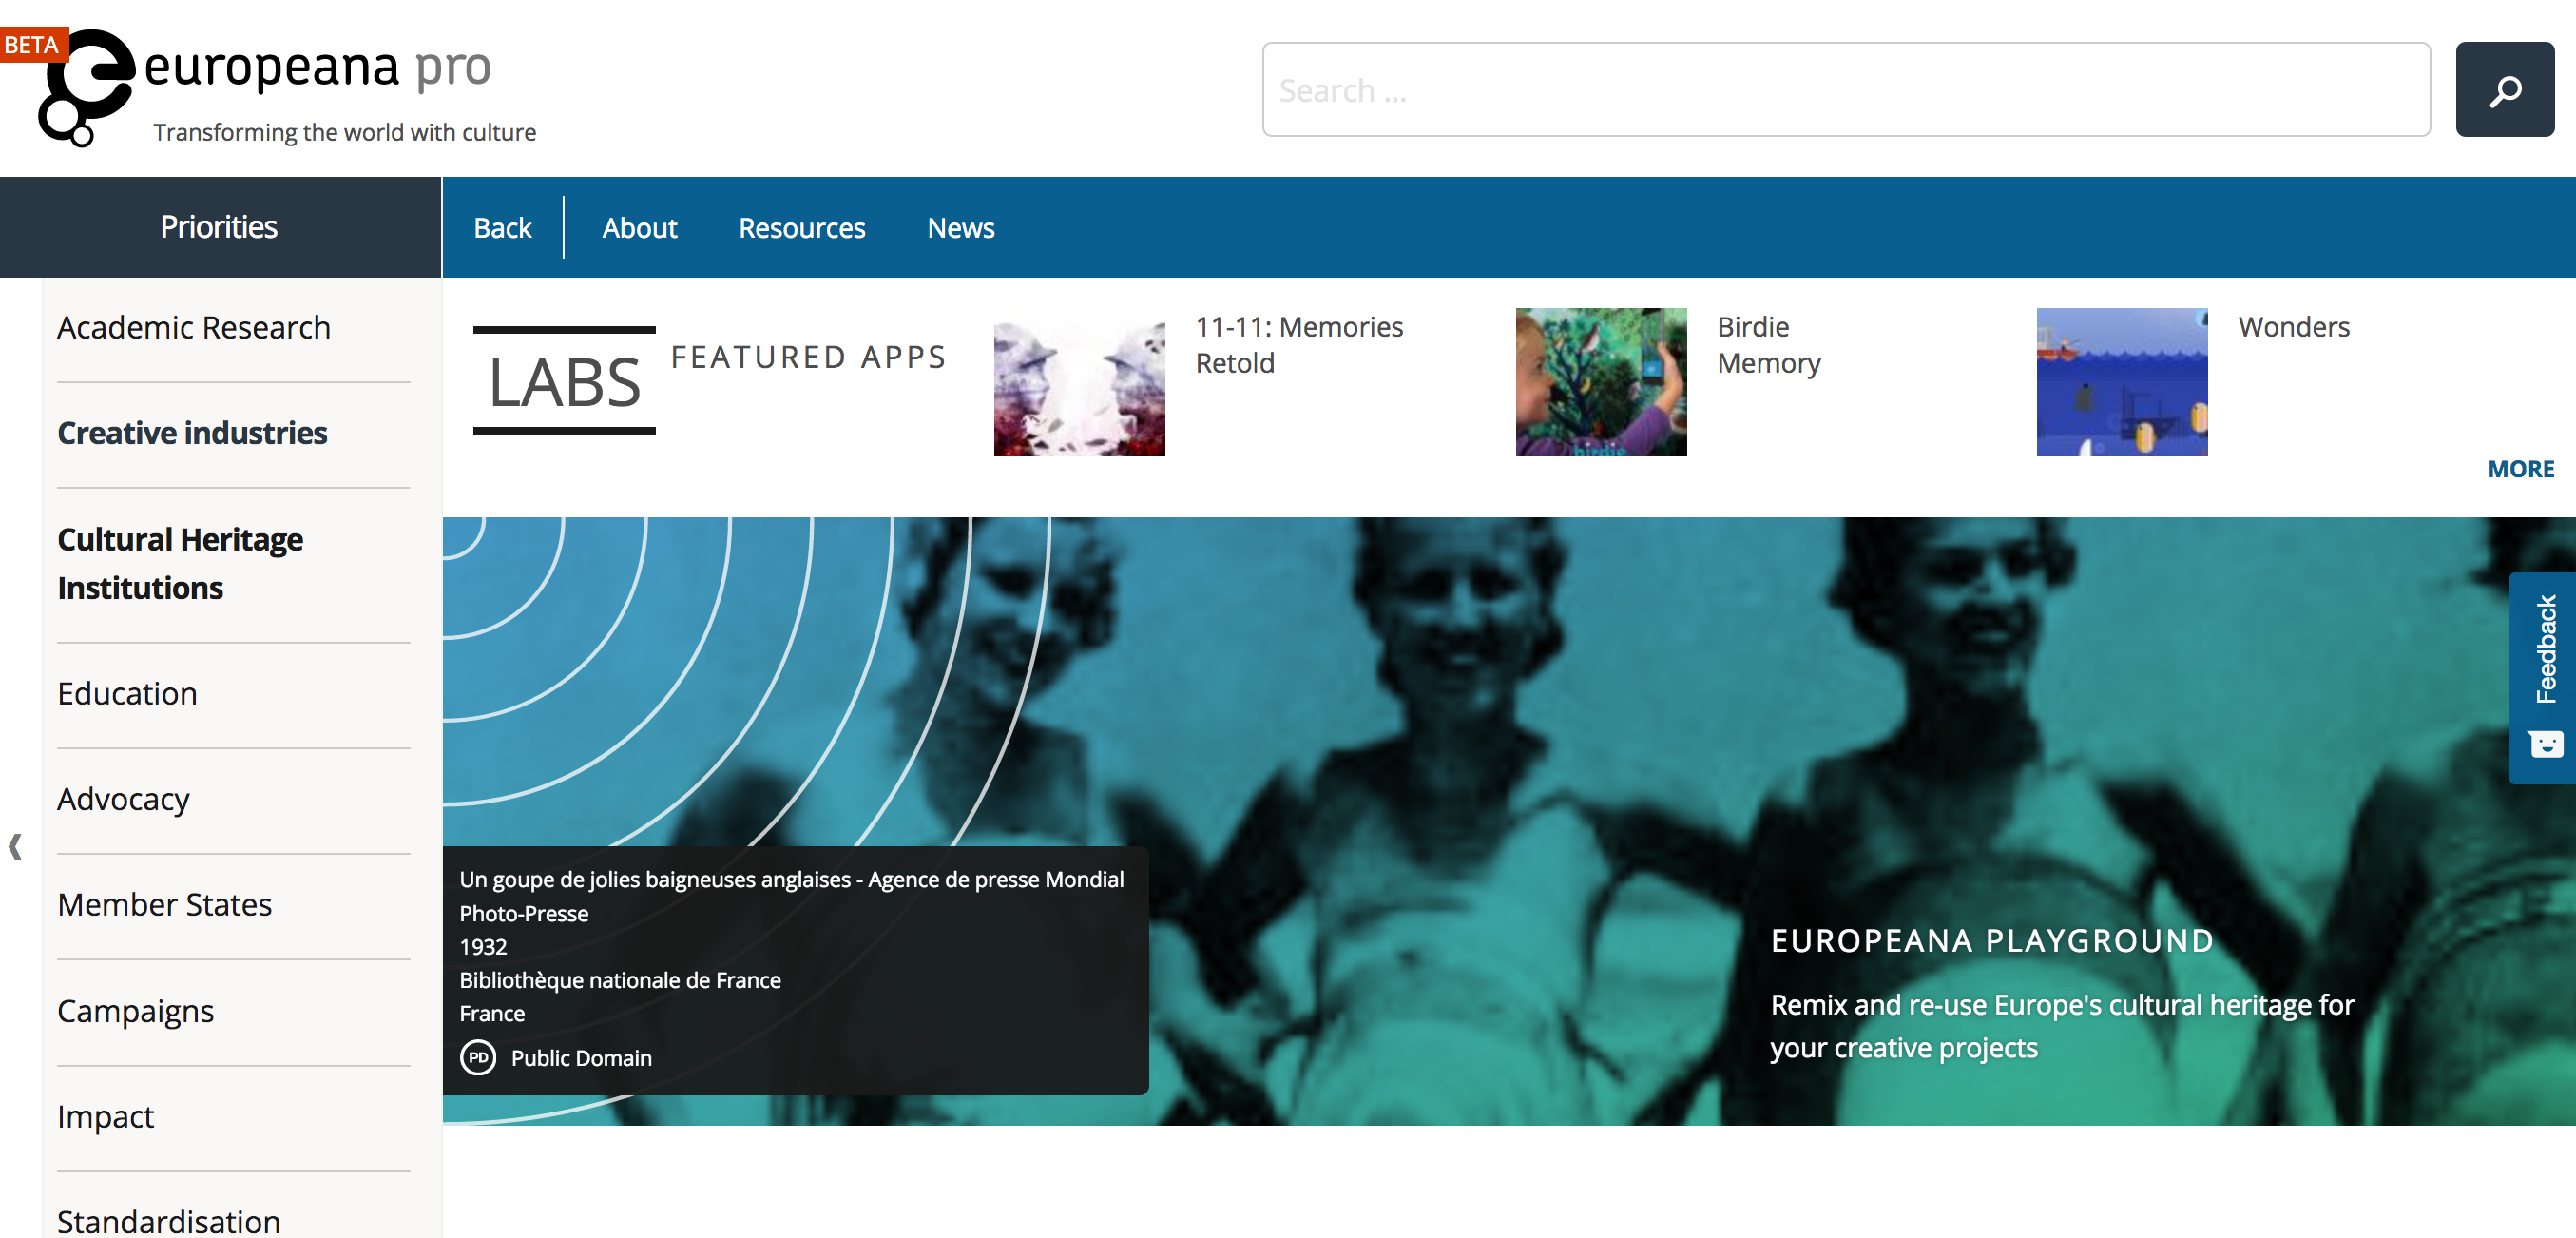 BETA
europeana pro
Transforming the world with culture
Search ...
Priorities
Back
About
Resources
News
Academic Research
Creative industries
Cultural Heritage
Institutions
Education
Advocacy
Member States
Campaigns
Impact
Standardisation
LABS
FEATURED APPS
11-11: Memories
Retold
birdie
Birdie
Memory
Wonders
MORE
Feedback
Un goupe de jolies baigneuses anglaises - Agence de presse Mondial
Photo-Presse
1932
Bibliothèque nationale de France
France
PD Public Domain
EUROPEANA PLAYGROUND
Remix and re-use Europe's cultural heritage for
your creative projects